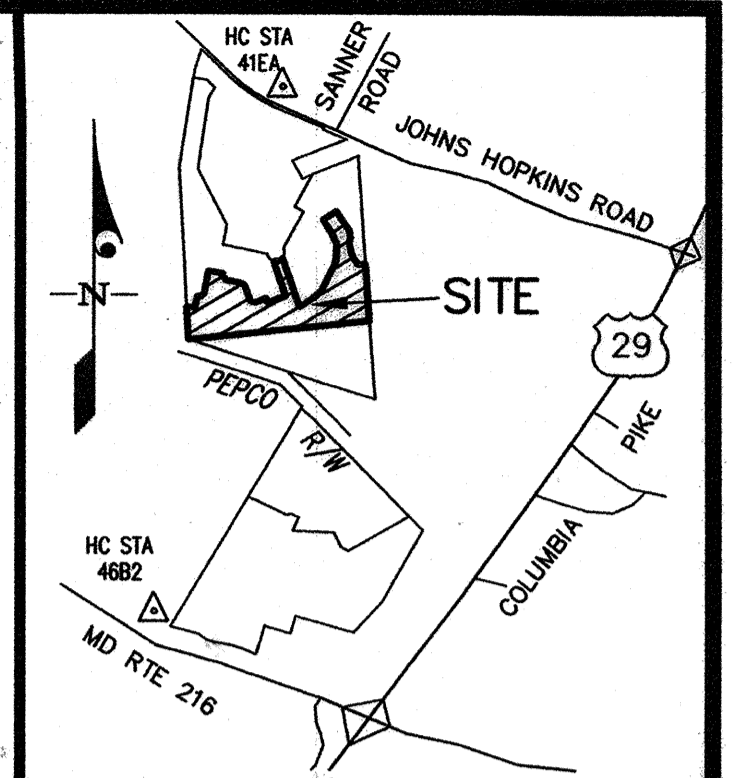 HC STA
41EA
SANNER
ROAD
JOHNS HOPKINS ROAD
N
SITE
29
PEPCO
R/W
PIKE
COLUMBIA
HC STA
46B2
MD RTE 216